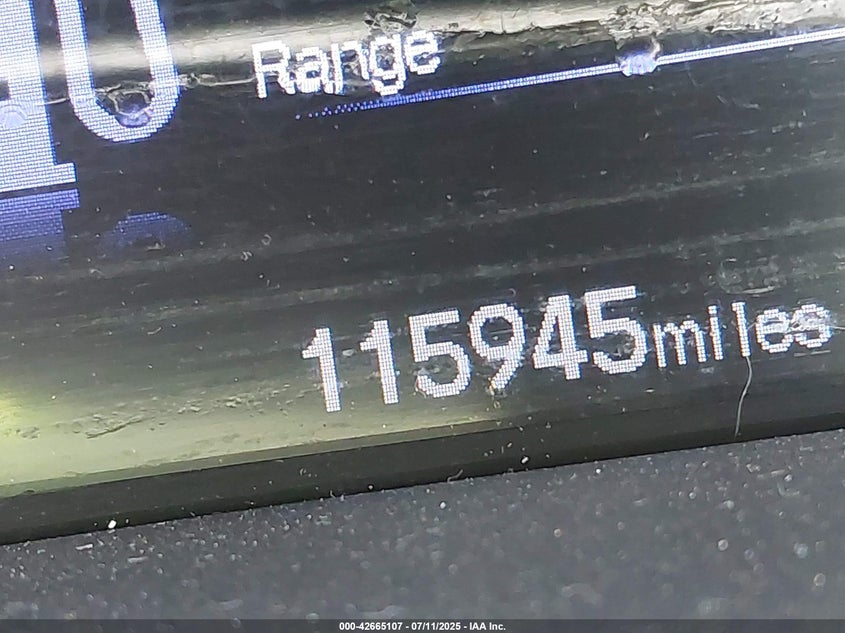 Range
115945miles
000-42665107 - 07/11/2025 - IAA Inc.